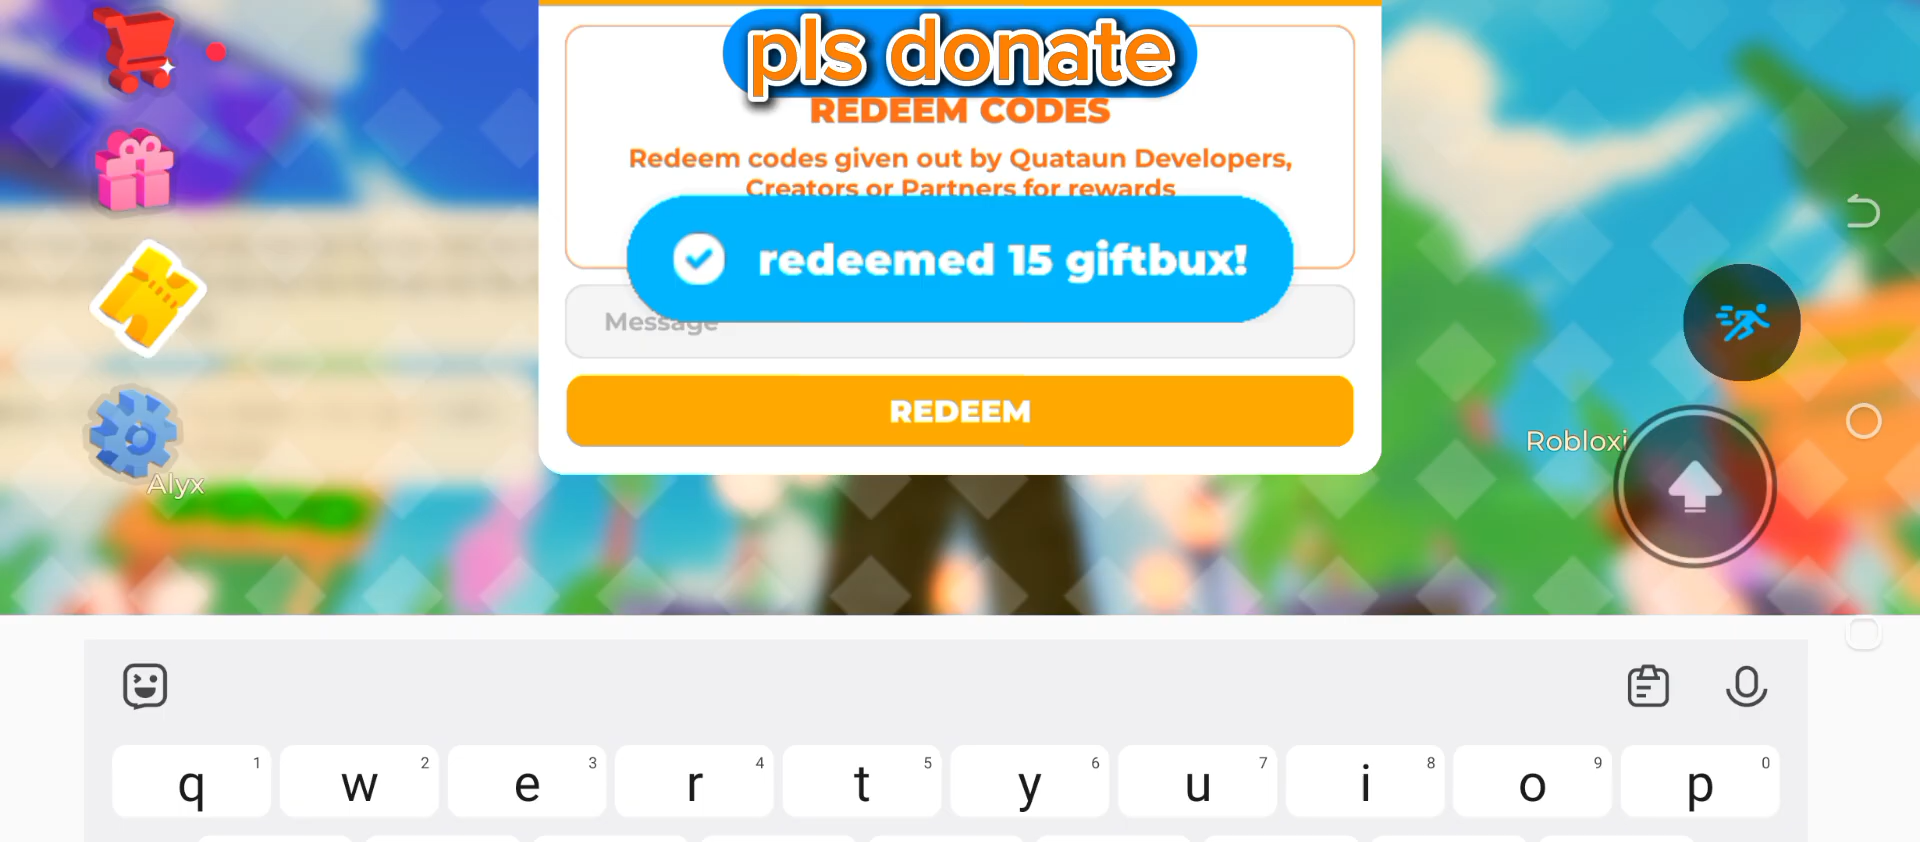 pls donate
REDEEM CODES
Redeem codes given out by Quataun Developers,
Creators or Partners for rewards
redeemed 15 giftbux!
Message
REDEEM
Robloxi
Alyx
1 2 3 4 5 6 7 8 9 0
q w e r t y u i o p